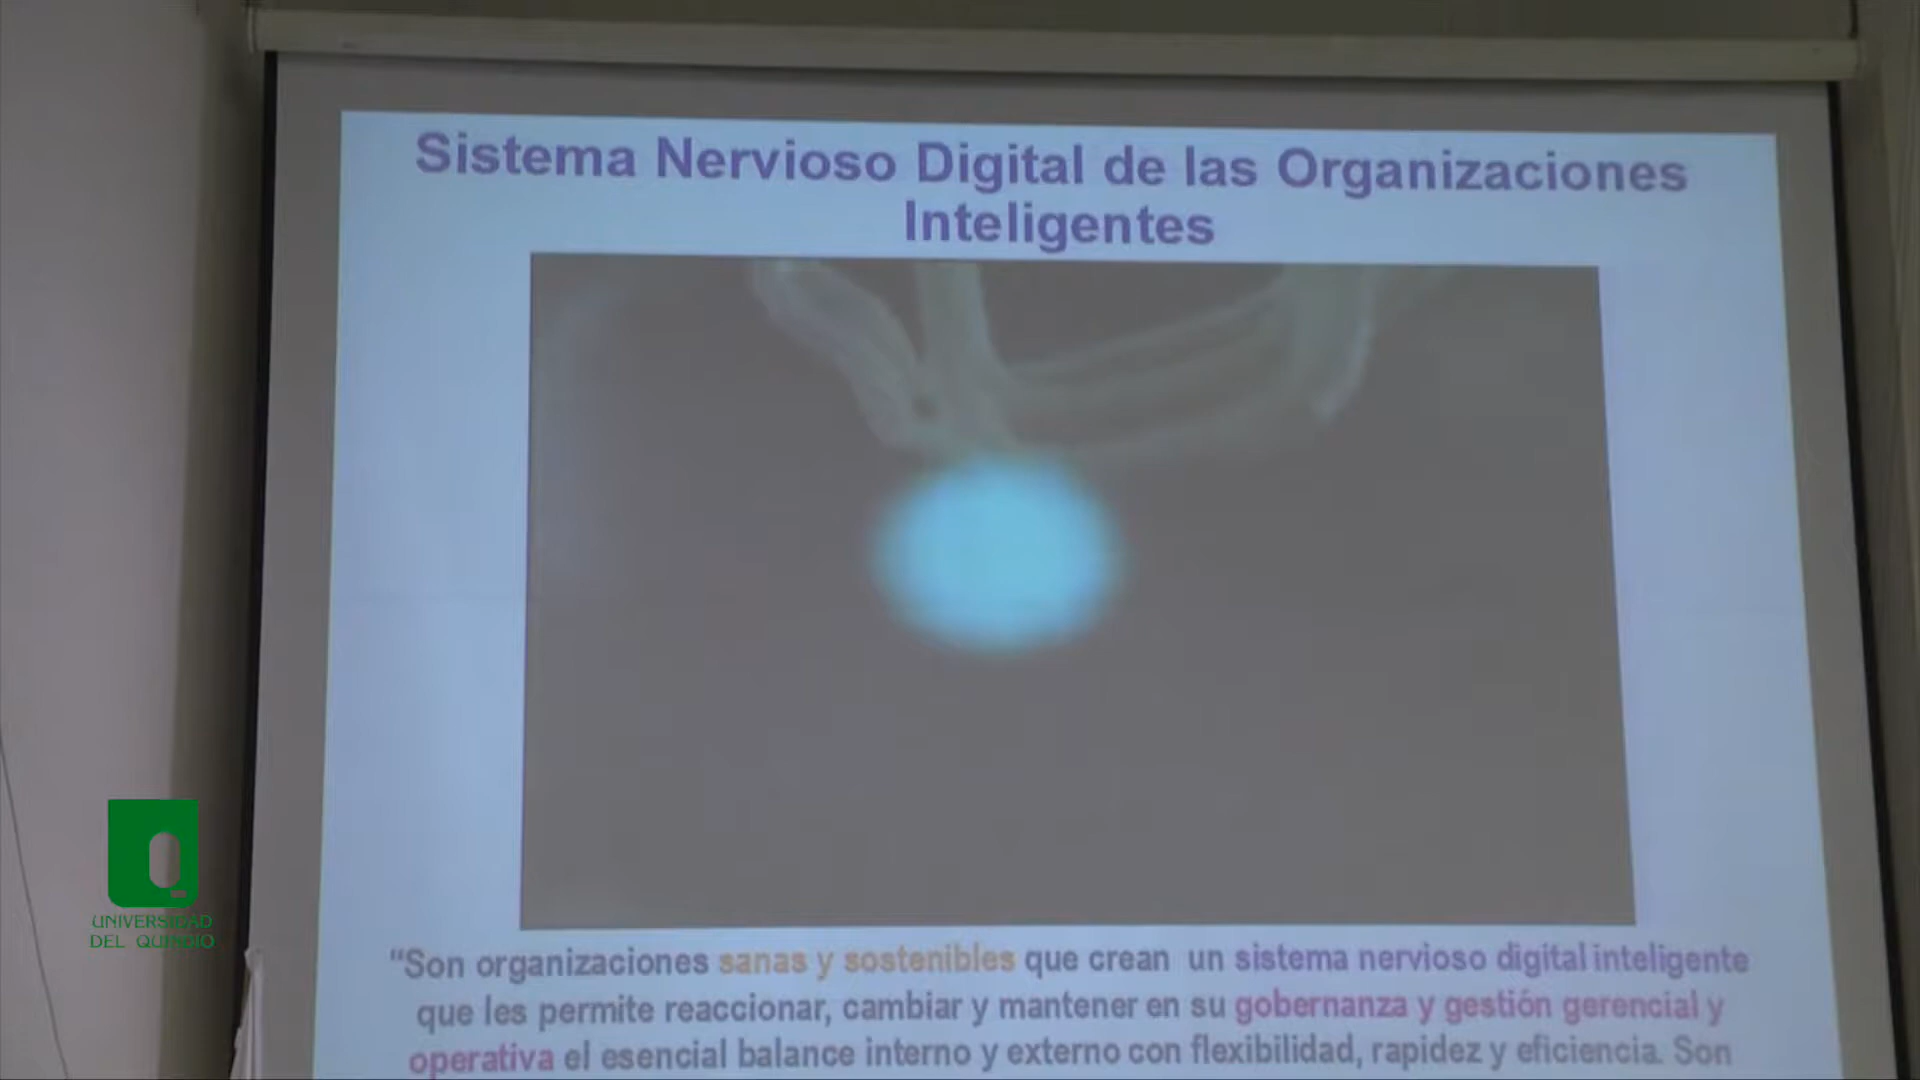 Sistema Nervioso Digital de las Organizaciones
Inteligentes
“Son organizaciones sanas y sostenibles que crean un sistema nervioso digital inteligente
que les permite reaccionar, cambiar y mantener en su gobernanza y gestión gerencial y
operativa el esencial balance interno y externo con flexibilidad, rapidez y eficiencia. Son
UNIVERSIDAD
DEL QUINDIO